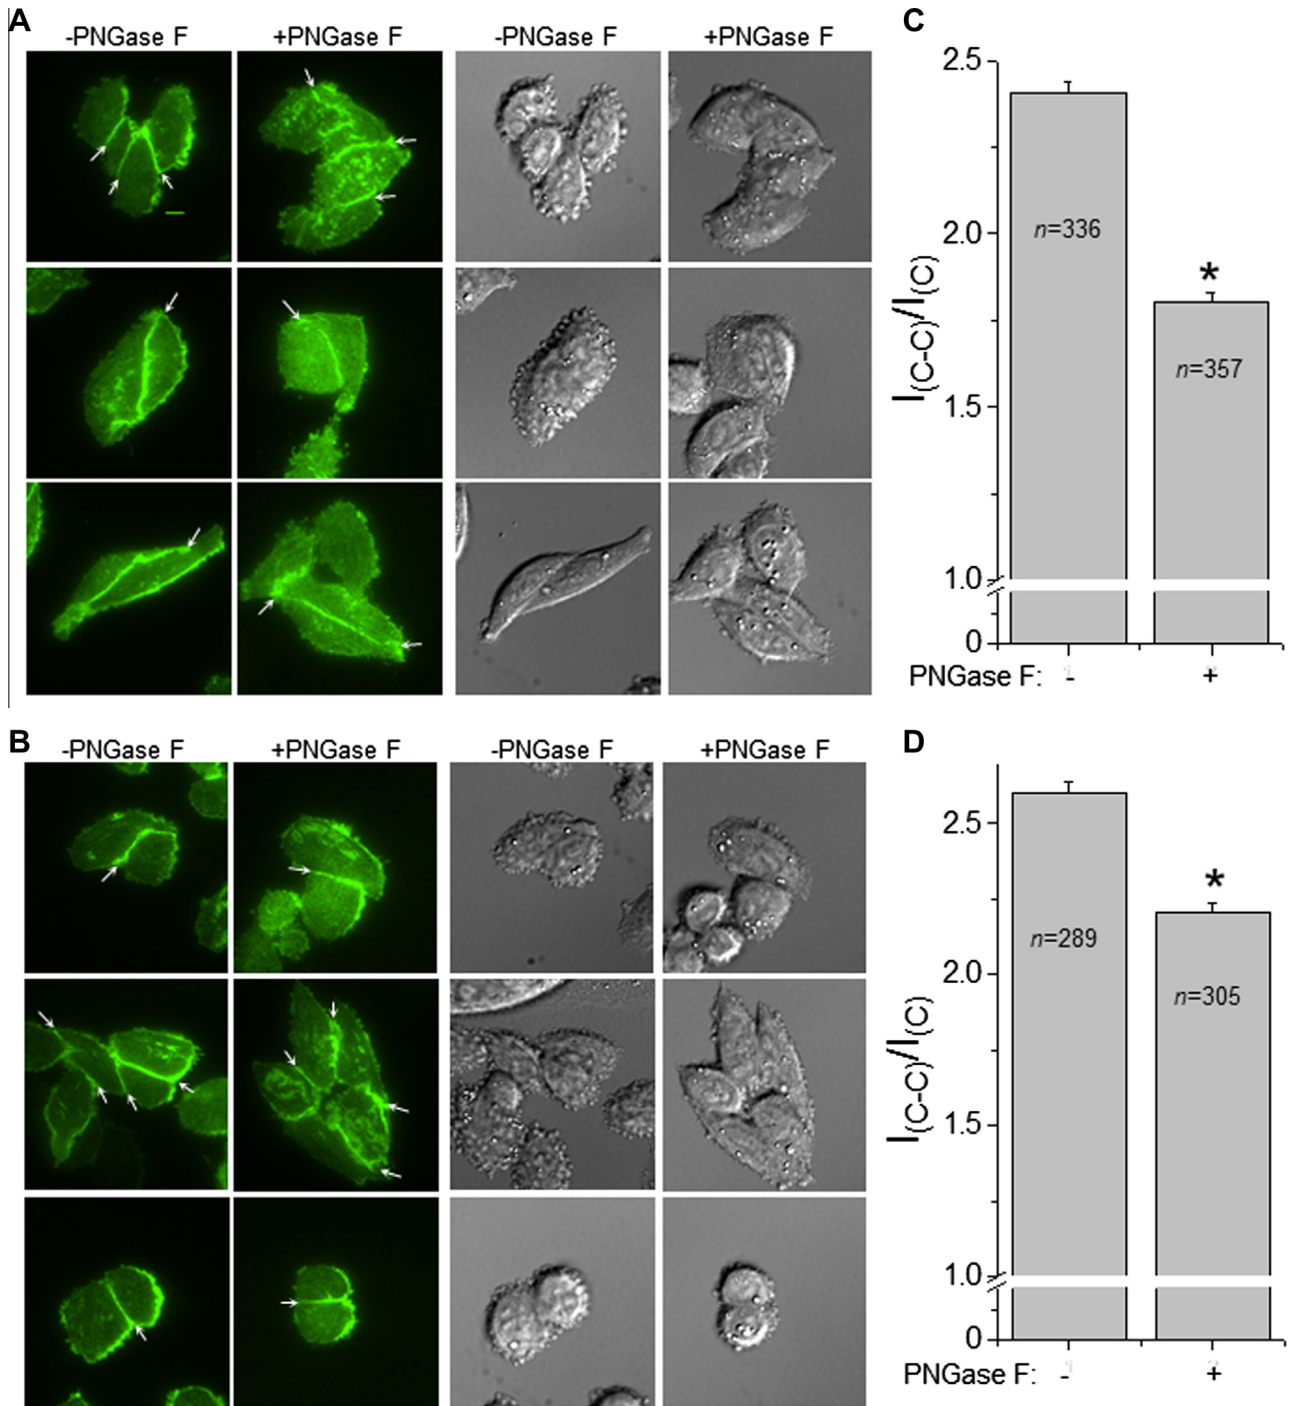 A
-PNGase F
+PNGase F
-PNGase F
+PNGase F
C
2.5
2.0
1.5
1.0
0
I(C-C)/I(C)
n=336
*
n=357
PNGase F: - +
B
-PNGase F
+PNGase F
-PNGase F
+PNGase F
D
2.5
2.0
1.5
1.0
0
I(C-C)/I(C)
n=289
*
n=305
PNGase F: - +